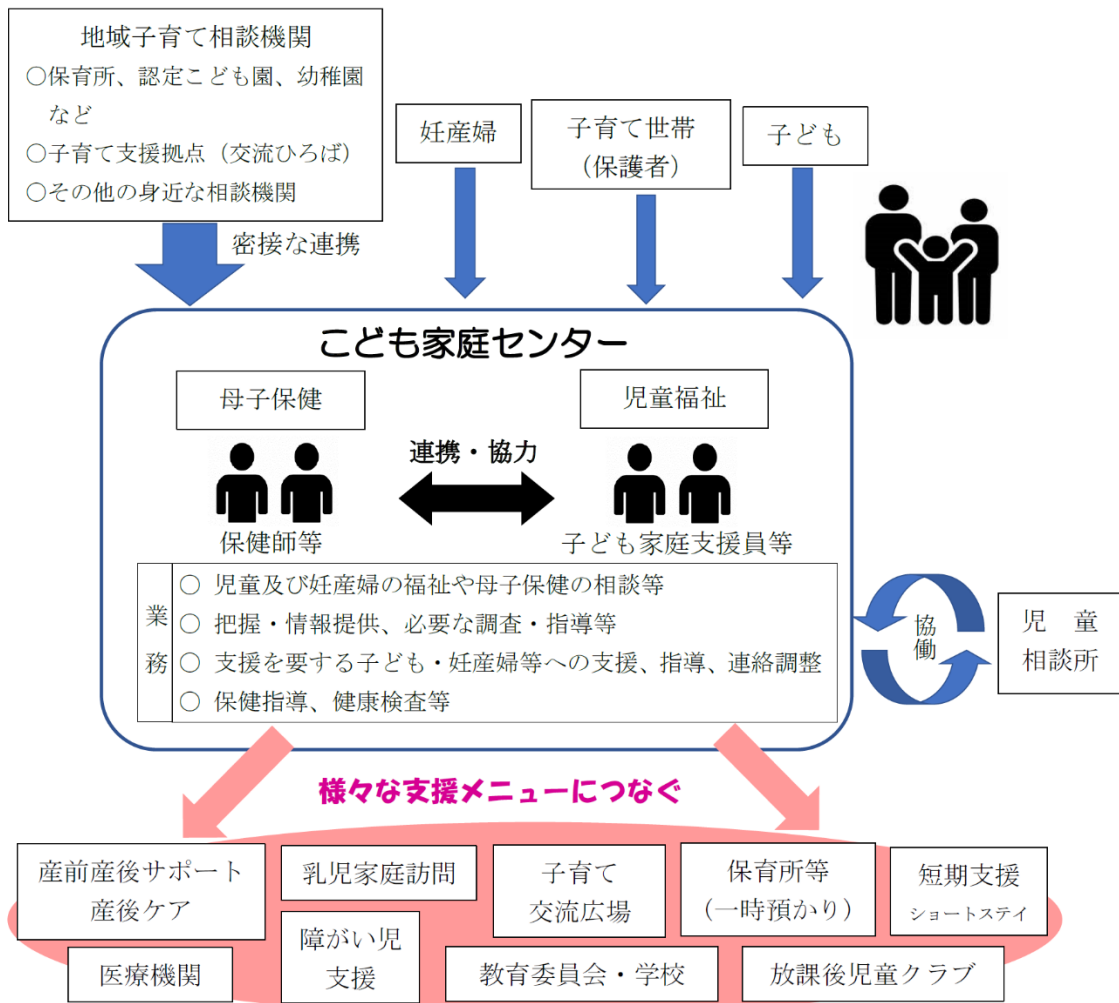 地域子育て相談機関
○保育所、認定こども園、幼稚園
など
○子育て支援拠点（交流ひろば）
○その他の身近な相談機関
妊産婦
子育て世帯
（保護者）
子ども
密接な連携
こども家庭センター
母子保健
児童福祉
連携・協力
保健師等
子ども家庭支援員等
業務
○ 児童及び妊産婦の福祉や母子保健の相談等
○ 把握・情報提供、必要な調査・指導等
○ 支援を要する子ども・妊産婦等への支援、指導、連絡調整
○ 保健指導、健康検査等
協働
児　童
相談所
様々な支援メニューにつなぐ
産前産後サポート
産後ケア
乳児家庭訪問
子育て
交流広場
保育所等
（一時預かり）
短期支援
ショートステイ
医療機関
障がい児
支援
教育委員会・学校
放課後児童クラブ